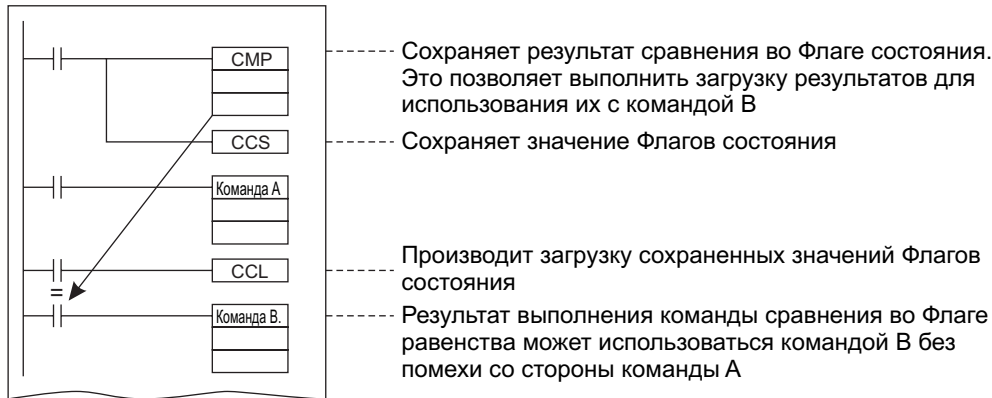 CMP
Сохраняет результат сравнения во Флаге состояния.
Это позволяет выполнить загрузку результатов для
использования их с командой В
CCS
Сохраняет значение Флагов состояния
Команда А
CCL
Производит загрузку сохраненных значений Флагов
состояния
=
Команда В.
Результат выполнения команды сравнения во Флаге
равенства может использоваться командой В без
помехи со стороны команды А